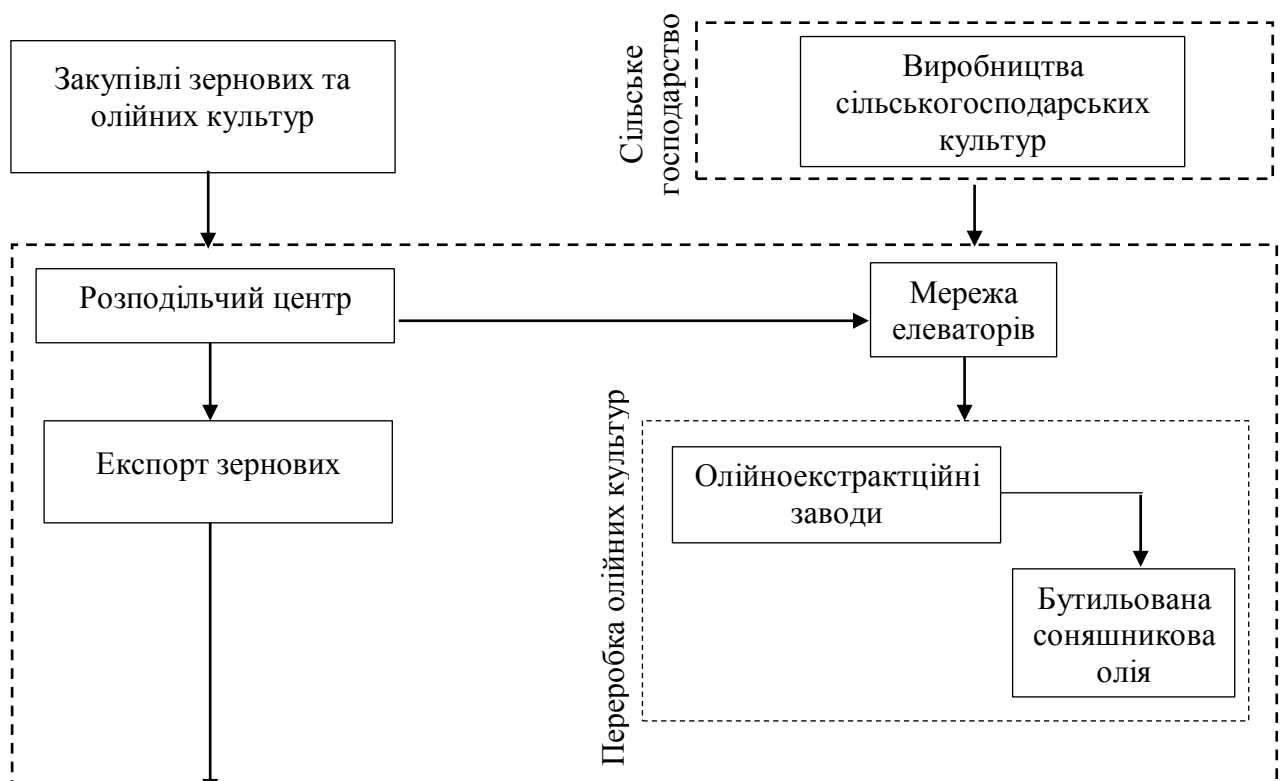 Закупівлі зернових та
олійних культур
Сільське
господарство
Виробництва
сільськогосподарських
культур
Розподільчий центр
Мережа
елеваторів
Експорт зернових
Переробка олійних культур
Олійноекстрактційні
заводи
Бутильована
соняшникова
олія